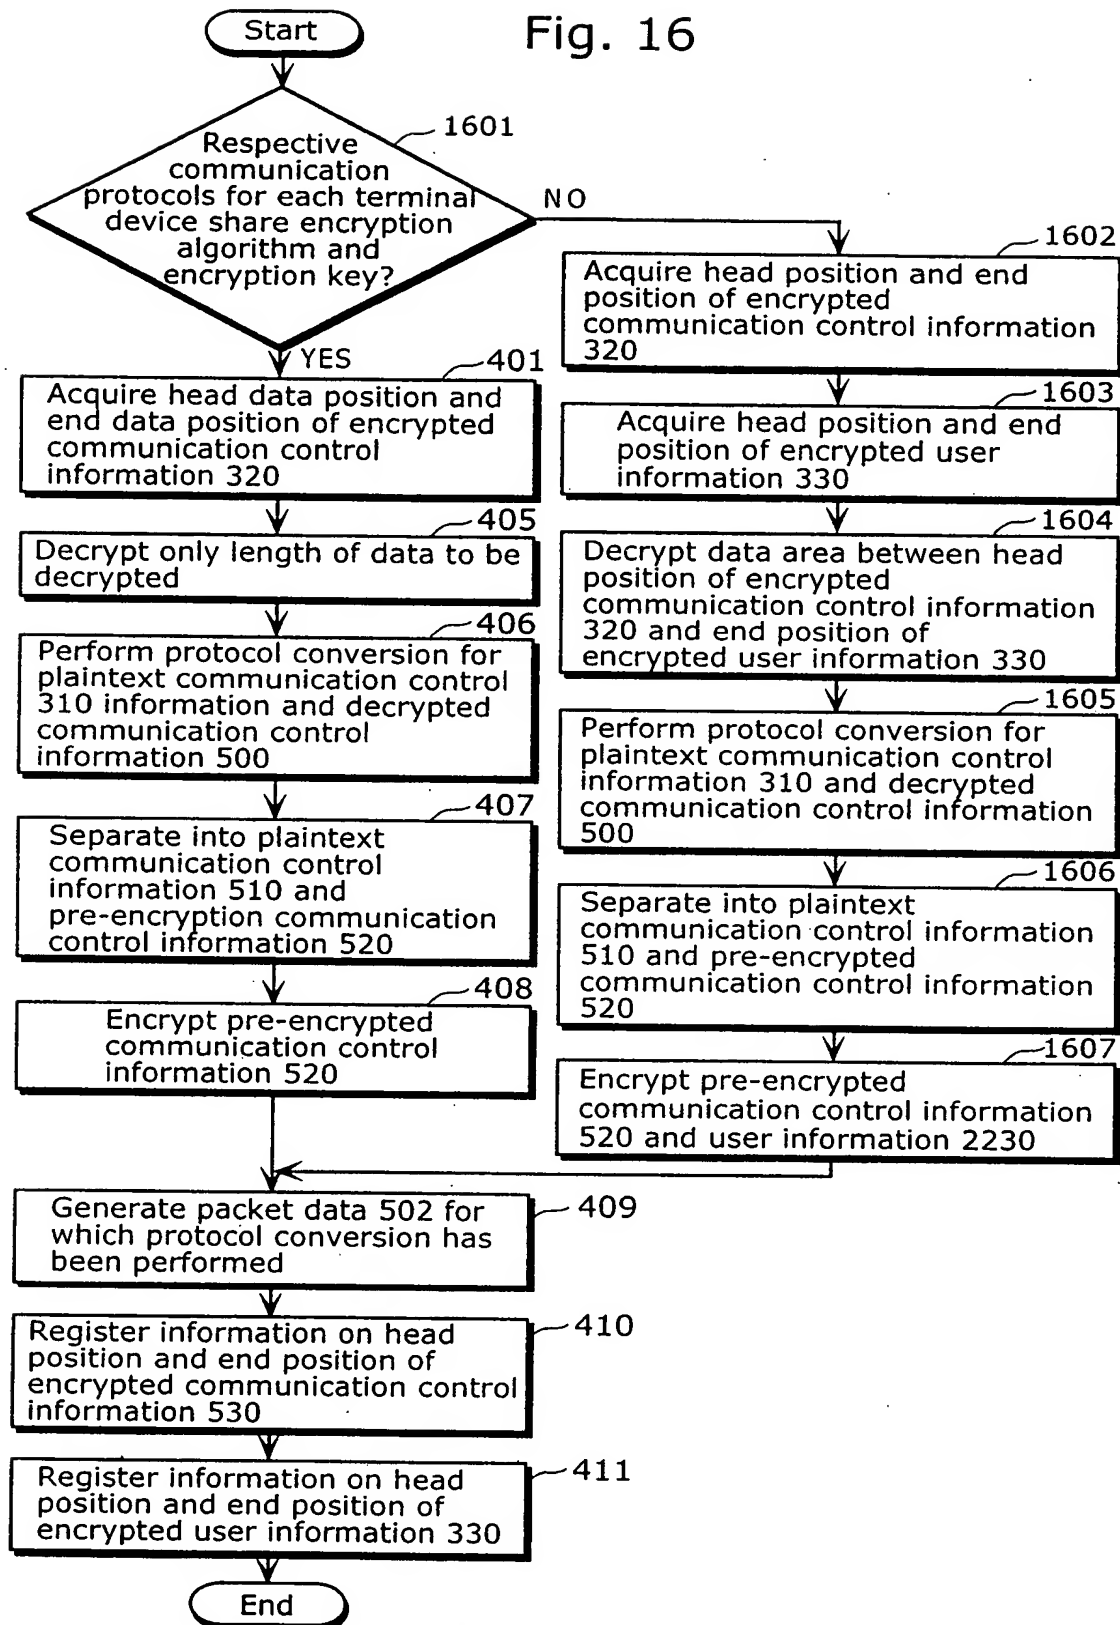 Start
Fig. 16
1601
Respective
communication
protocols for each terminal
device share encryption
algorithm and
encryption key?
NO
YES
401
Acquire head data position and
end data position of encrypted
communication control
information 320
405
Decrypt only length of data to be
decrypted
406
Perform protocol conversion for
plaintext communication control
310 information and decrypted
communication control
information 500
407
Separate into plaintext
communication control
information 510 and
pre-encryption communication
control information 520
408
Encrypt pre-encrypted
communication control
information 520
1602
Acquire head position and end
position of encrypted
communication control information
320
1603
Acquire head position and end
position of encrypted user
information 330
1604
Decrypt data area between head
position of encrypted
communication control information
320 and end position of
encrypted user information 330
1605
Perform protocol conversion for
plaintext communication control
information 310 and decrypted
communication control information
500
1606
Separate into plaintext
communication control information
510 and pre-encrypted
communication control information
520
1607
Encrypt pre-encrypted
communication control information
520 and user information 2230
409
Generate packet data 502 for
which protocol conversion has
been performed
410
Register information on head
position and end position of
encrypted communication control
information 530
411
Register information on head
position and end position of
encrypted user information 330
End